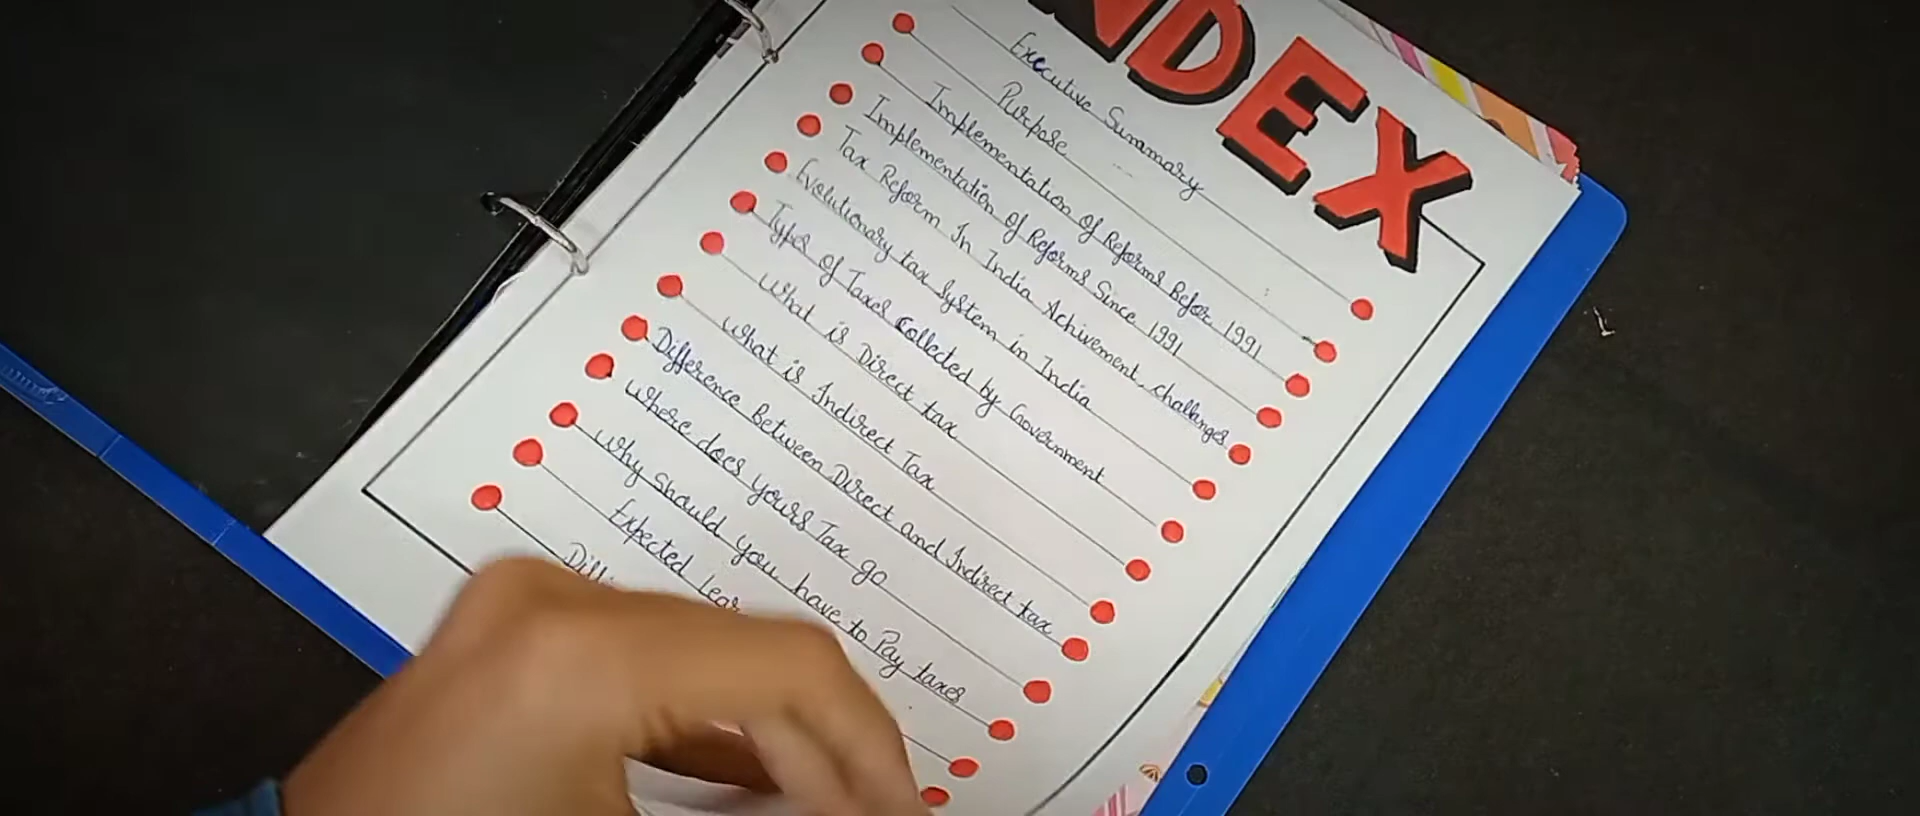 INDEX
Executive Summary
Purpose
Implementation Of Reforms Befor 1991
Implementation Of Reforms Since 1991
Tax Reform In India Achivement, challanges
Evolutionary tax System in India
Types Of Taxes Collected by Government
What is Direct tax
What is Indirect Tax
Difference Between Direct and Indirect tax
Where does yours Tax go
Why Should you have to Pay taxes
Expected